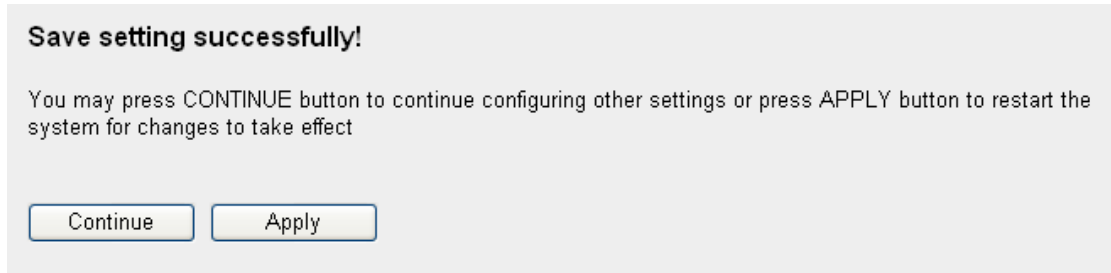 Save setting successfully!
You may press CONTINUE button to continue configuring other settings or press APPLY button to restart the
system for changes to take effect
Continue Apply